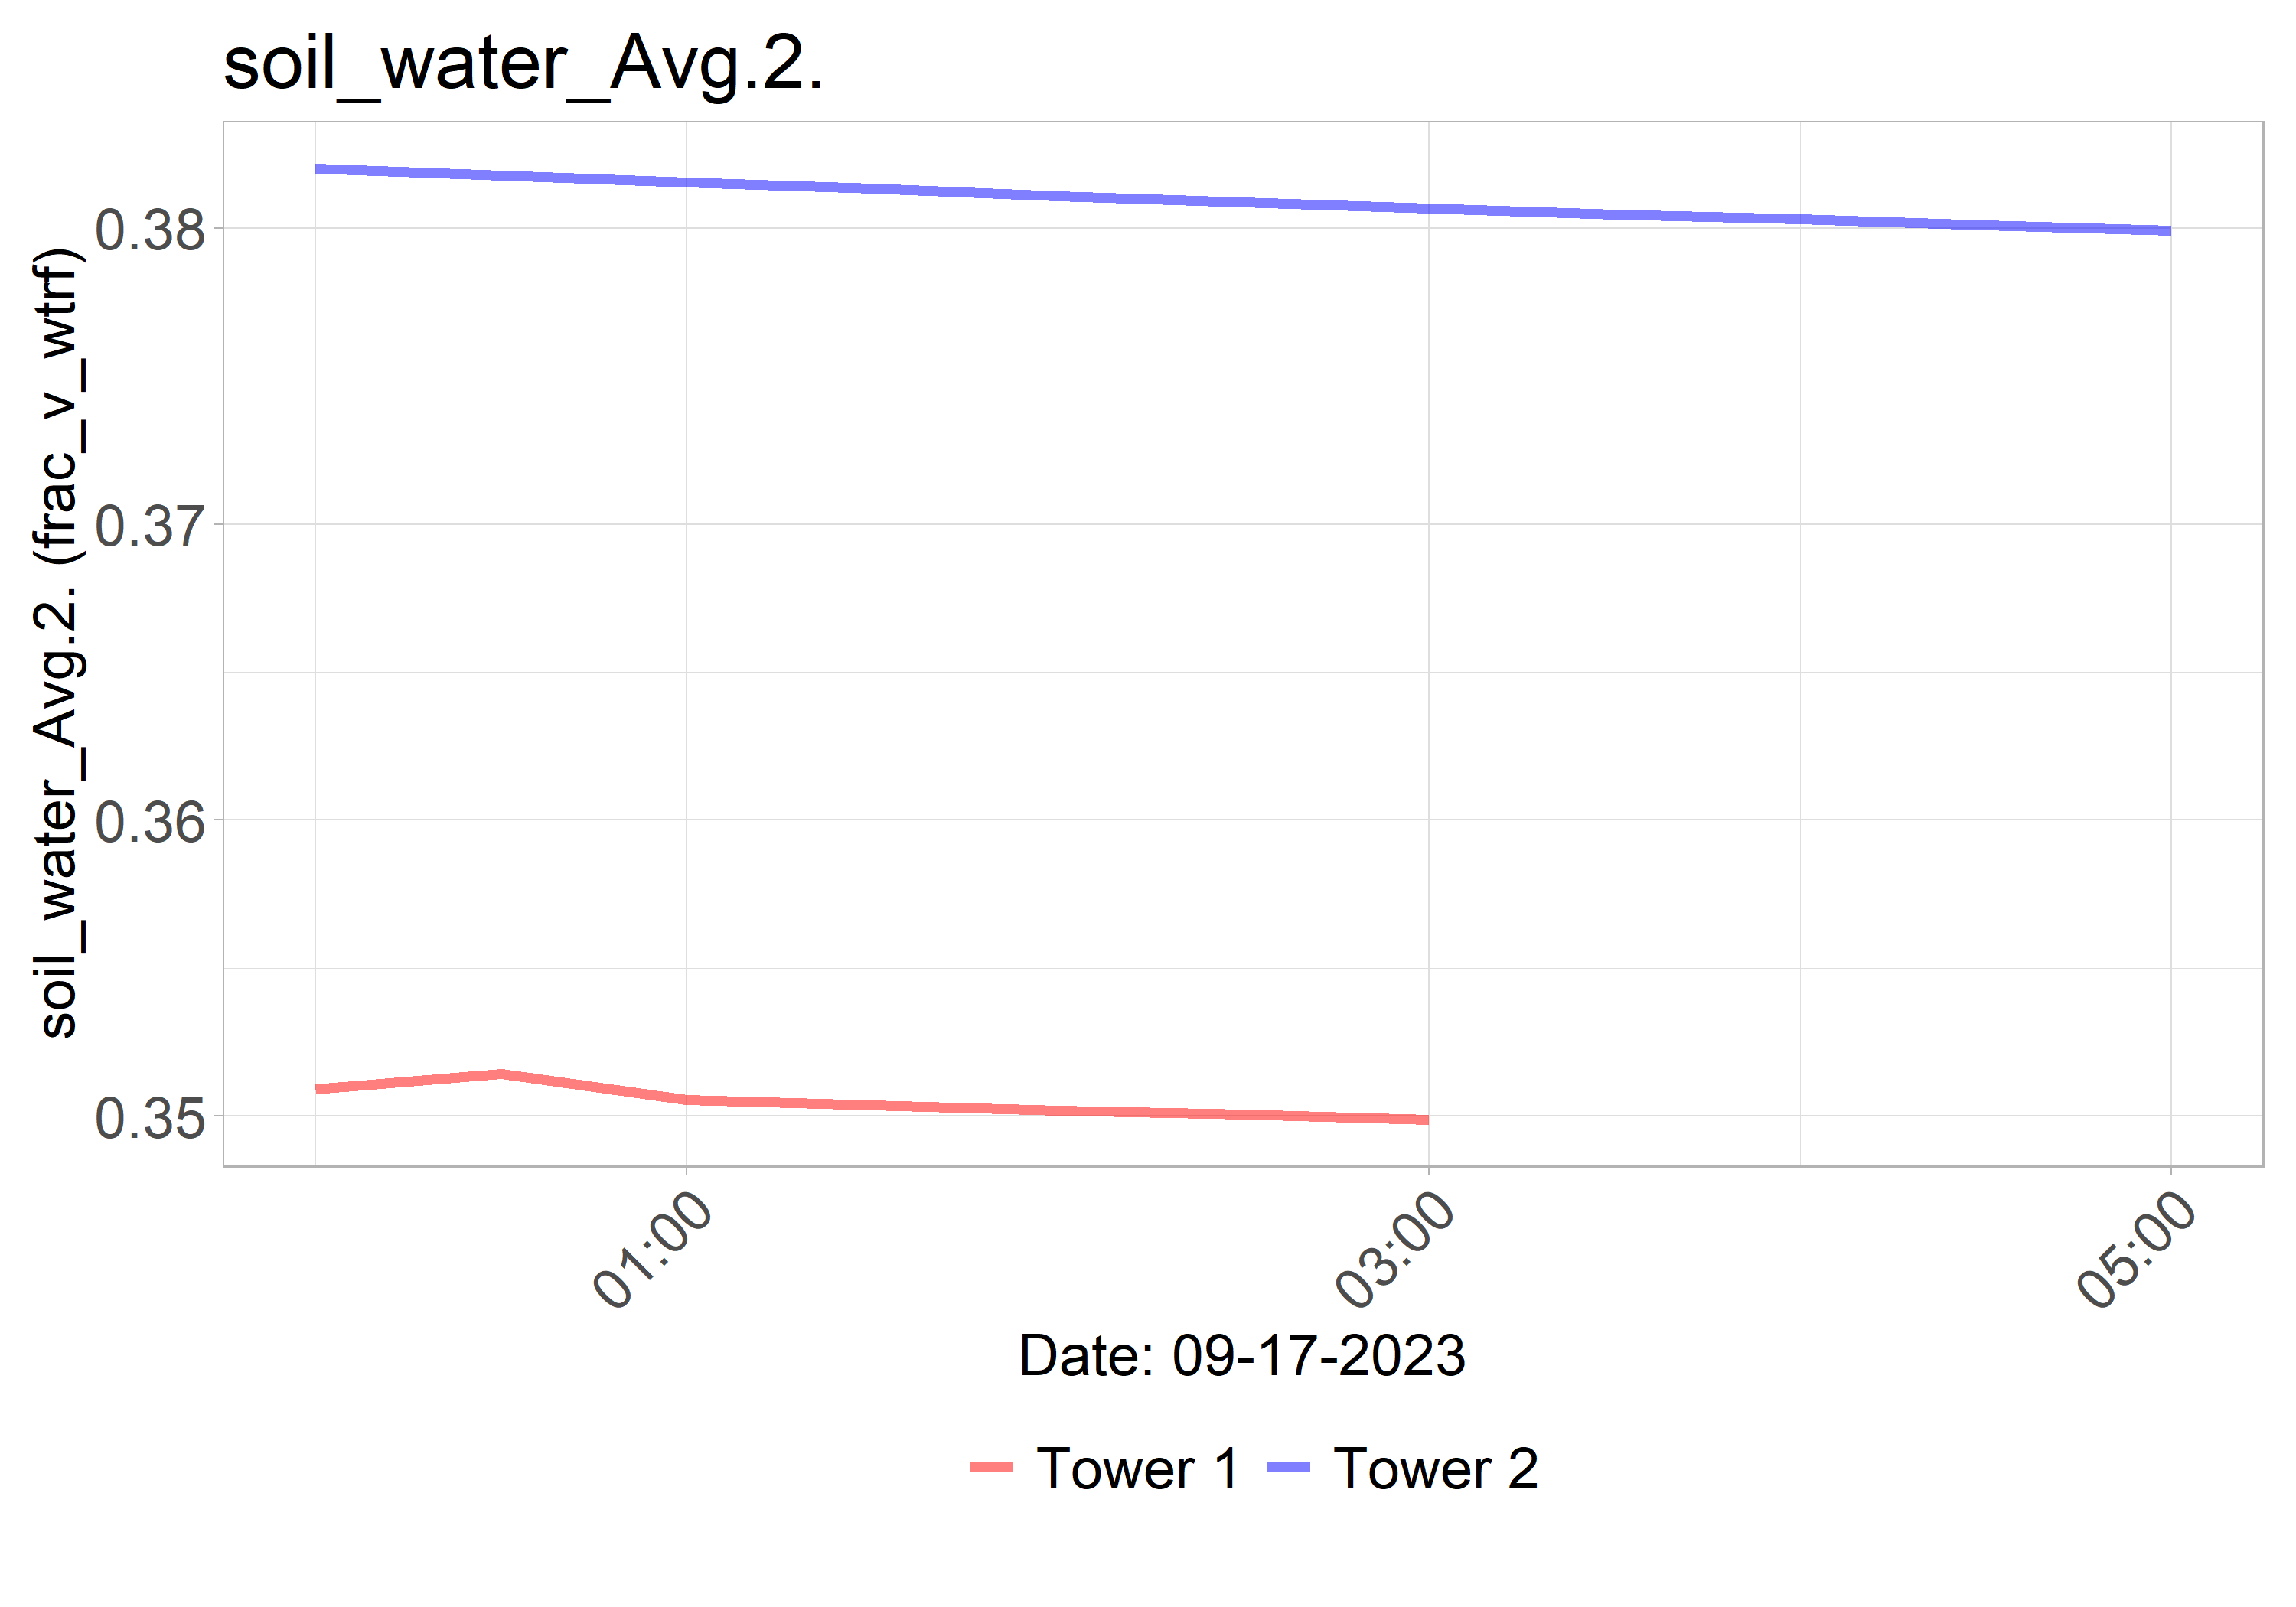 soil_water_Avg.2.
soil_water_Avg.2. (frac_v_wtrf)
0.38
0.37
0.36
0.35
01:00
03:00
05:00
Date: 09-17-2023
Tower 1
Tower 2